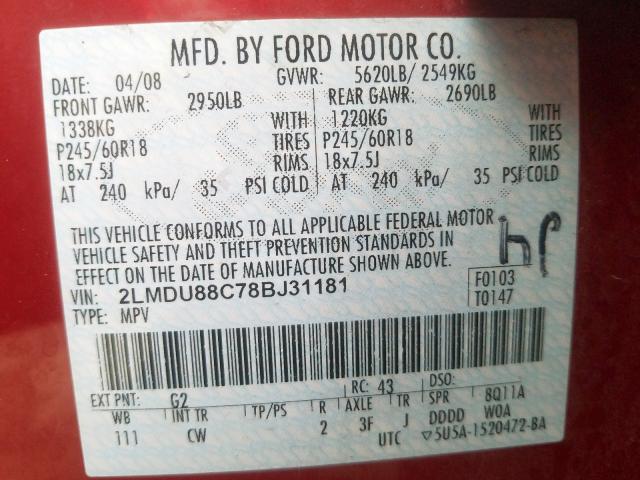 MFD. BY FORD MOTOR CO.
DATE: 04/08 GVWR: 5620LB/ 2549KG
FRONT GAWR: 2950LB REAR GAWR: 2690LB
1338KG WITH 1220KG WITH
P245/60R18 TIRES P245/60R18 TIRES
18x7.5J RIMS 18x7.5J RIMS
AT 240 kPa/ 35 PSI COLD AT 240 kPa/ 35 PSI COLD
THIS VEHICLE CONFORMS TO ALL APPLICABLE FEDERAL MOTOR
VEHICLE SAFETY AND THEFT PREVENTION STANDARDS IN
EFFECT ON THE DATE OF MANUFACTURE SHOWN ABOVE.
VIN: 2LMDU88C78BJ31181 F0103
TYPE: MPV T0147
EXT PNT: G2 RC: 43 DSO:
WB INT TR TP/PS R AXLE TR SPR 8Q11A
111 CW 2 3F J DDDD WOA
UTC ▽5U5A-1520472-BA